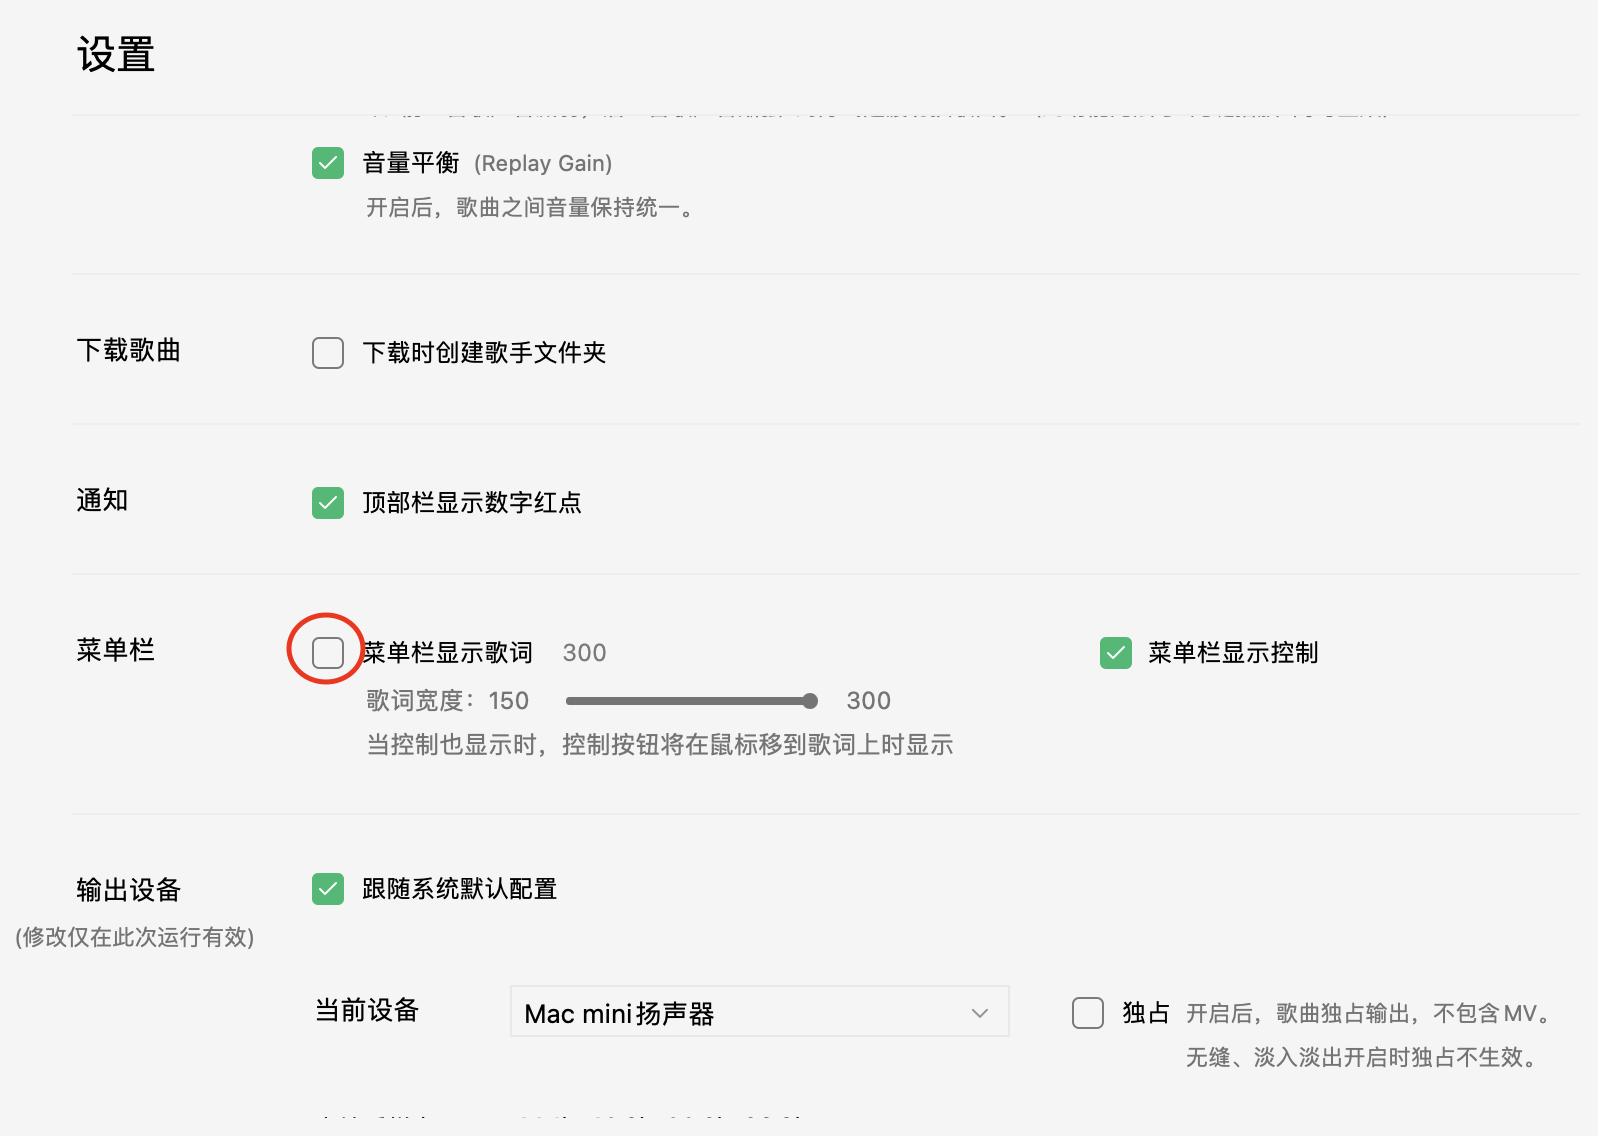 设置
音量平衡 (Replay Gain)
开启后，歌曲之间音量保持统一。
下载歌曲
下载时创建歌手文件夹
通知
顶部栏显示数字红点
菜单栏
菜单栏显示歌词 300
菜单栏显示控制
歌词宽度：150 300
当控制也显示时，控制按钮将在鼠标移到歌词上时显示
输出设备
跟随系统默认配置
(修改仅在此次运行有效)
当前设备
Mac mini扬声器
独占 开启后，歌曲独占输出，不包含MV。
无缝、淡入淡出开启时独占不生效。